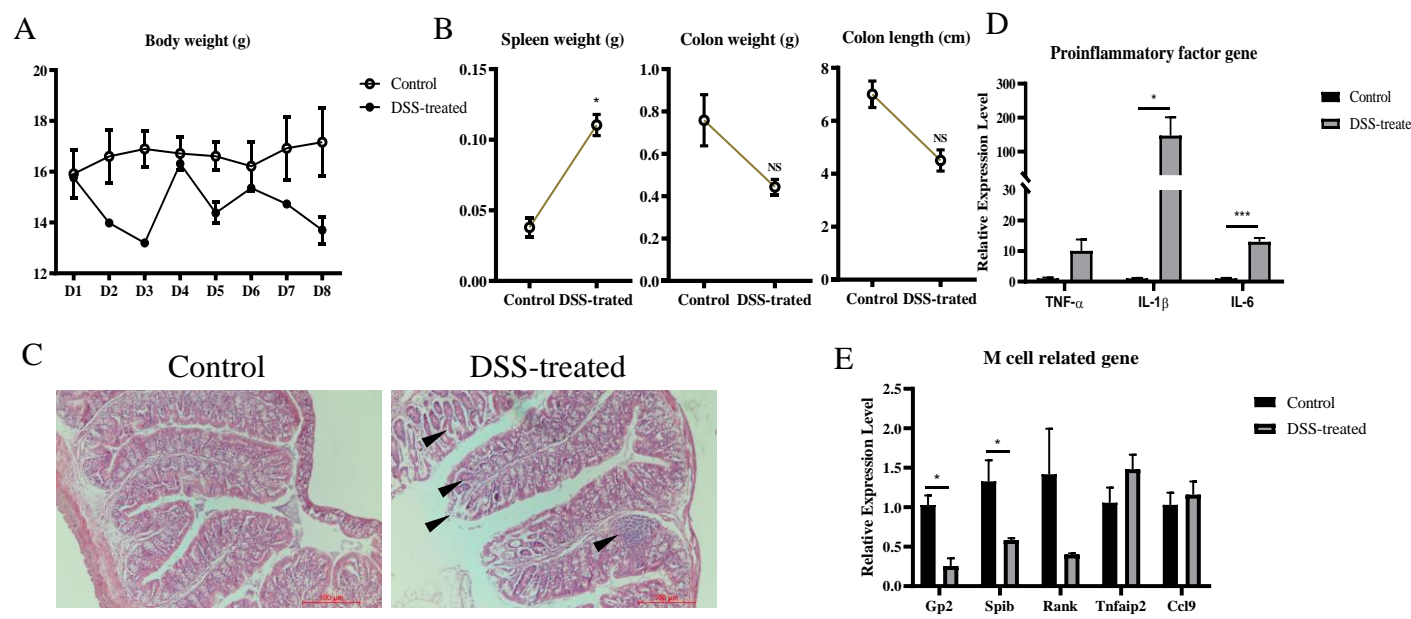 A
Body weight (g)
20
18
16
14
12
D1 D2 D3 D4 D5 D6 D7 D8
Control
DSS-treated
B
Spleen weight (g)
0.15
0.10
0.05
0.00
*
Control DSS-trated
Colon weight (g)
1.0
0.8
0.6
0.4
0.2
0.0
NS
Control DSS-trated
Colon length (cm)
8
6
4
2
0
NS
Control DSS-trated
D
Proinflammatory factor gene
Relative Expression Level
300
200
100
30
20
10
0
*
***
TNF-α IL-1β IL-6
Control
DSS-treate
C
Control
DSS-treated
100 μm
100 μm
E
M cell related gene
Relative Expression Level
2.5
2.0
1.5
1.0
0.5
0.0
*
*
Gp2 Spib Rank Tnfaip2 Ccl9
Control
DSS-treated